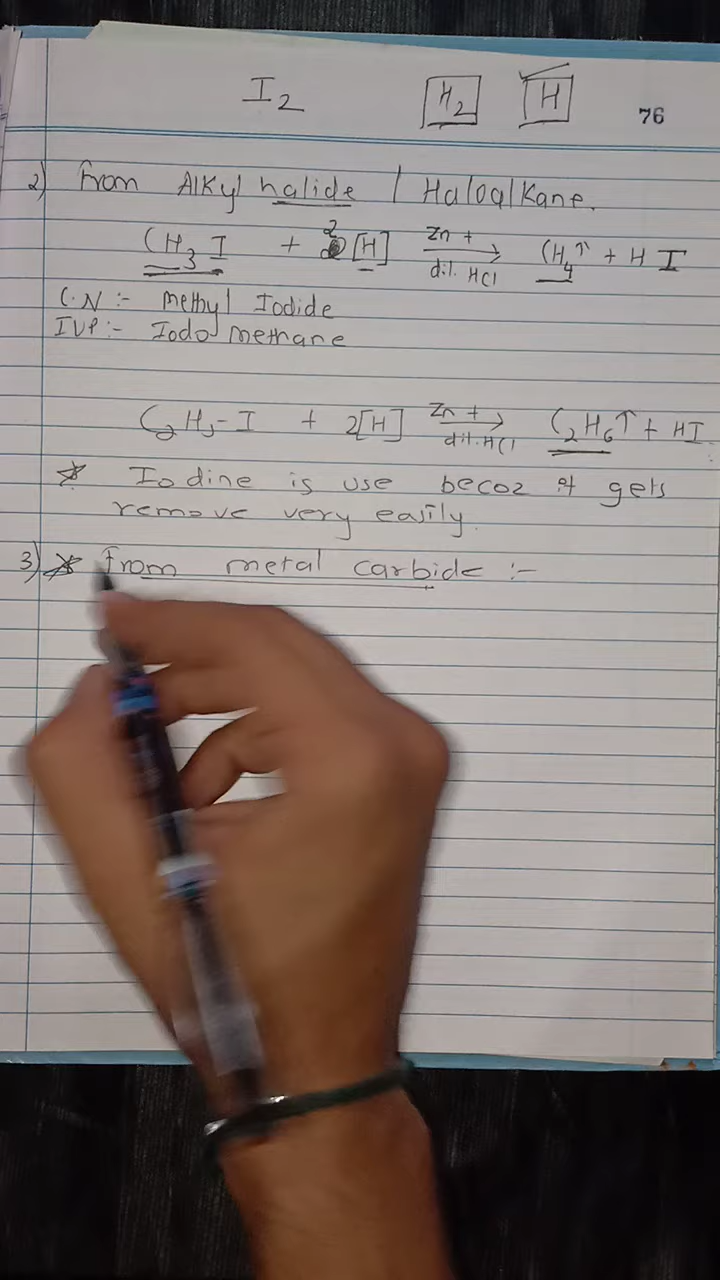 I2 H2 H 76
2) From Alkyl halide / Haloalkane.
CH3I + 2[H] Zn + → dil. HCl CH4↑ + HI
C.N :- Methyl Iodide
IUP :- Iodo methane
C2H5-I + 2[H] Zn + → dil. HCl C2H6↑ + HI
* Iodine is use becoz it gets
remove very easily.
3) * From metal carbide :-